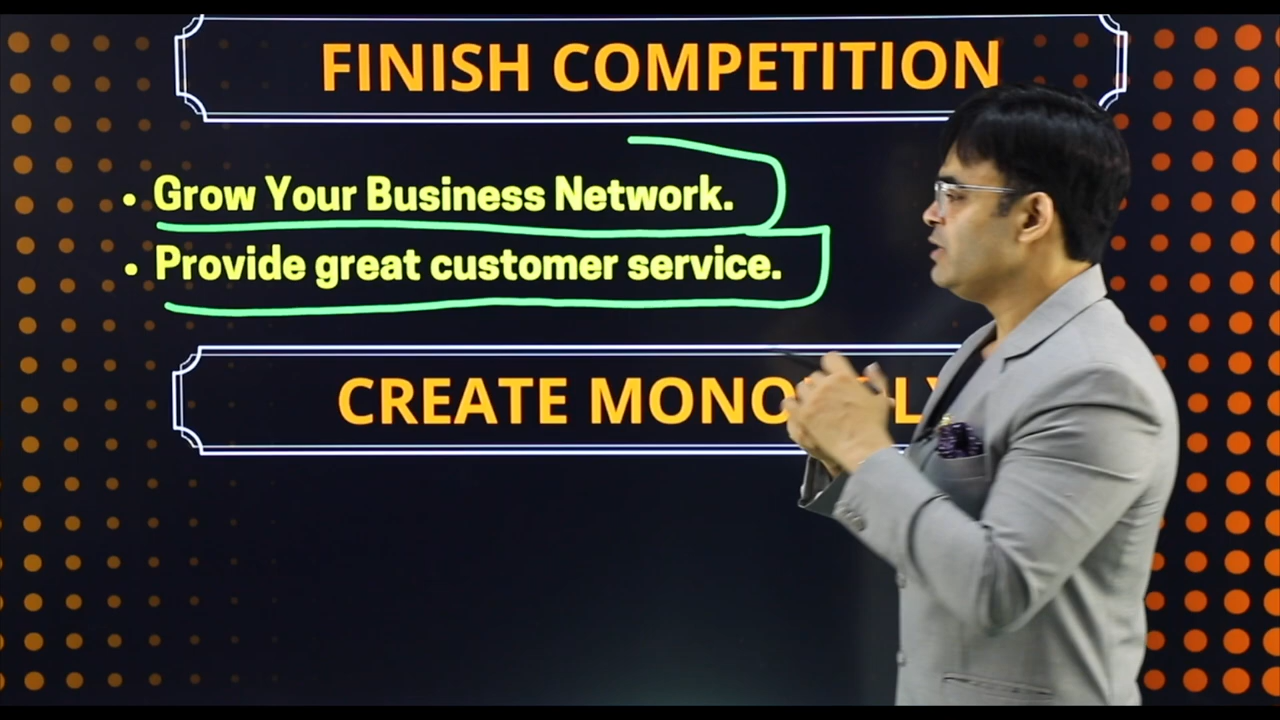 FINISH COMPETITION
• Grow Your Business Network.
• Provide great customer service.
CREATE